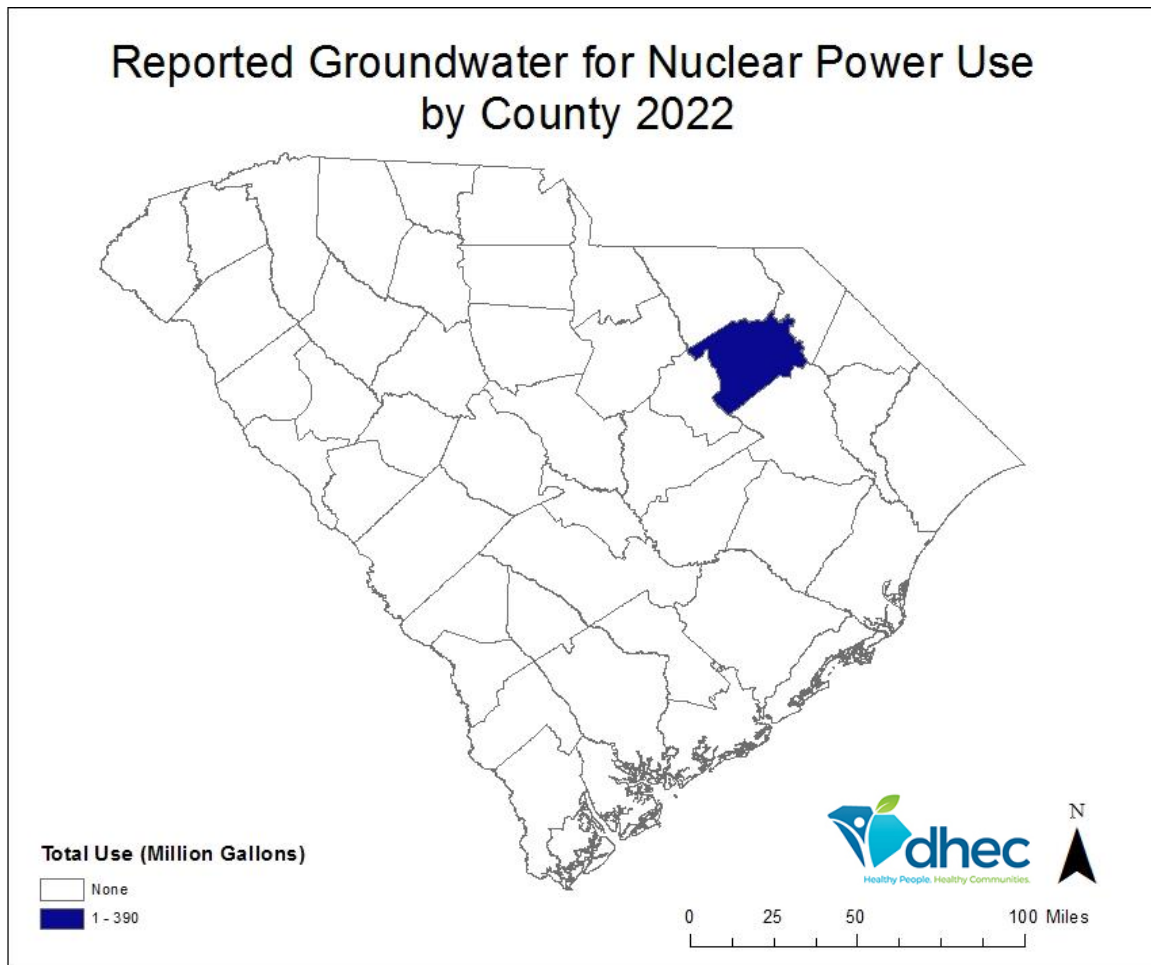 Reported Groundwater for Nuclear Power Use
by County 2022
Total Use (Million Gallons)
None
1 - 390
dhec
Healthy People. Healthy Communities.
N
0 25 50 100 Miles